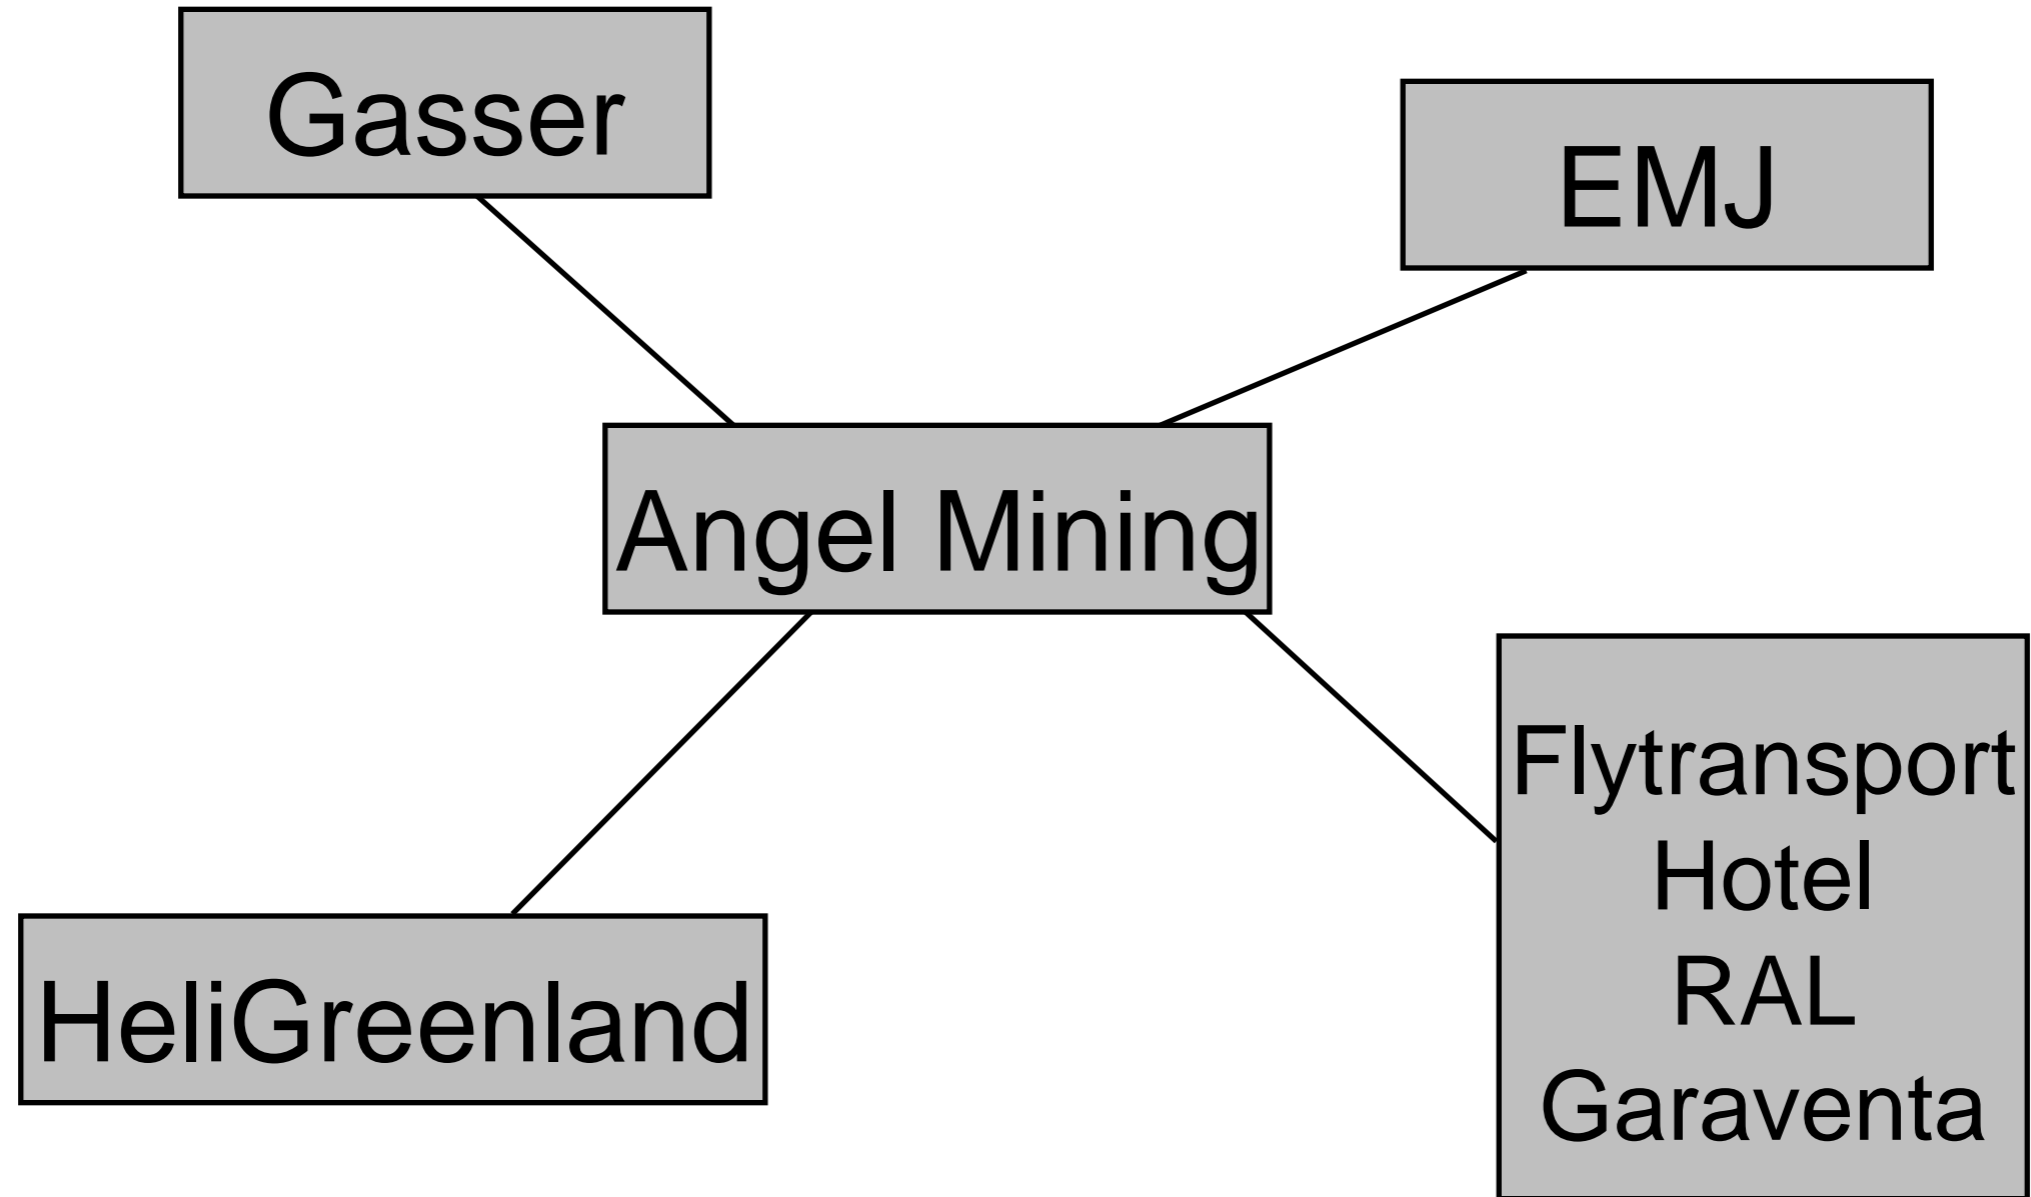 Gasser
EMJ
Angel Mining
HeliGreenland
Flytransport
Hotel
RAL
Garaventa